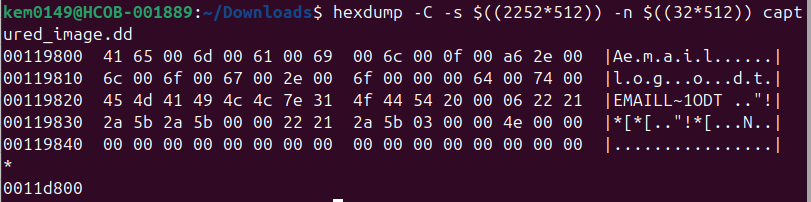 kem0149@HCOB-001889:~/Downloads$ hexdump -C -s $((2252*512)) -n $((32*512)) capt
ured_image.dd
00119800  41 65 00 6d 00 61 00 69  00 6c 00 0f 00 a6 2e 00  |Ae.m.a.i.l......|
00119810  6c 00 6f 00 67 00 2e 00  6f 00 00 00 64 00 74 00  |l.o.g...o...d.t.|
00119820  45 4d 41 49 4c 4c 7e 31  4f 44 54 20 00 06 22 21  |EMAILL~1ODT .."!|
00119830  2a 5b 2a 5b 00 00 22 21  2a 5b 03 00 00 4e 00 00  |*[*[.."!*[...N..|
00119840  00 00 00 00 00 00 00 00  00 00 00 00 00 00 00 00  |................|
*
0011d800